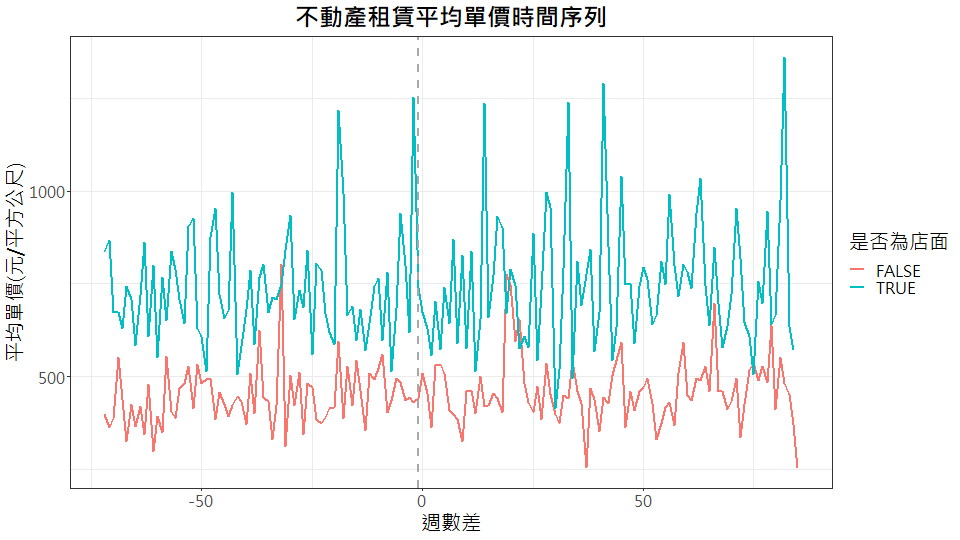 不動產租賃平均單價時間序列
平均單價(元/平方公尺)
1000
500
-50
0
50
週數差
是否為店面
FALSE
TRUE